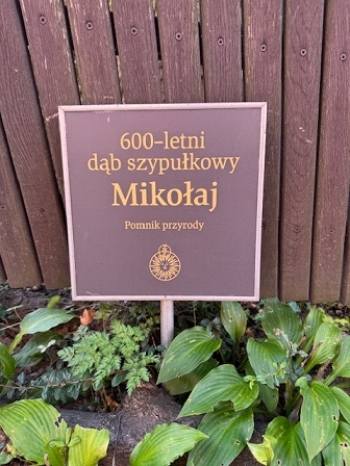 600-letni
dąb szypułkowy
Mikołaj
Pomnik przyrody